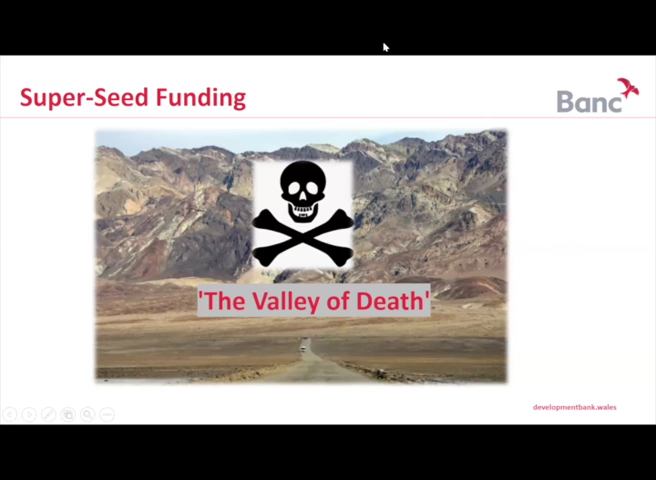 Super-Seed Funding
Banc
'The Valley of Death'
developmentbank.wales